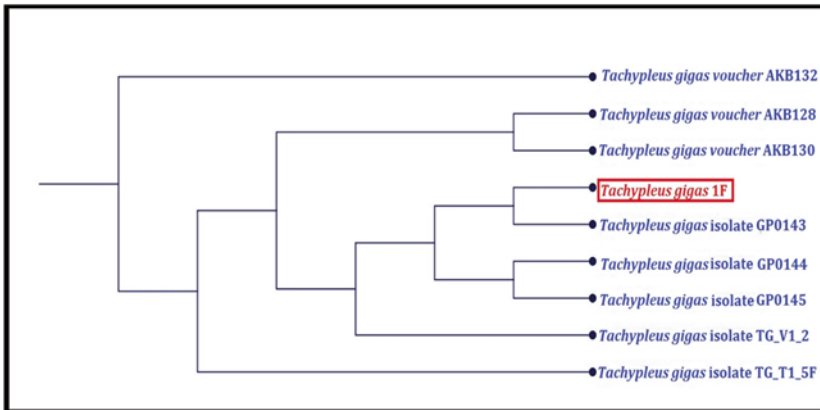 Tachypleus gigas voucher AKB132
Tachypleus gigas voucher AKB128
Tachypleus gigas voucher AKB130
Tachypleus gigas 1F
Tachypleus gigas isolate GP0143
Tachypleus gigas isolate GP0144
Tachypleus gigas isolate GP0145
Tachypleus gigas isolate TG_V1_2
Tachypleus gigas isolate TG_T1_5F